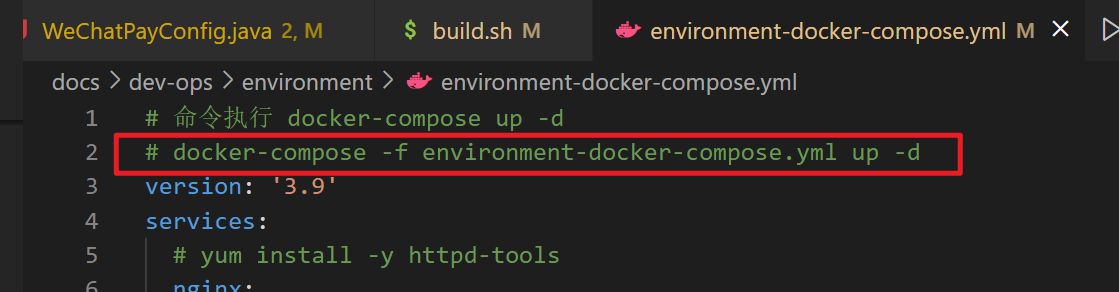 WeChatPayConfig.java 2, M
$ build.sh M
environment-docker-compose.yml M
docs > dev-ops > environment > environment-docker-compose.yml
1 # 命令执行 docker-compose up -d
2 # docker-compose -f environment-docker-compose.yml up -d
3 version: '3.9'
4 services:
5 # yum install -y httpd-tools
6 nginx: